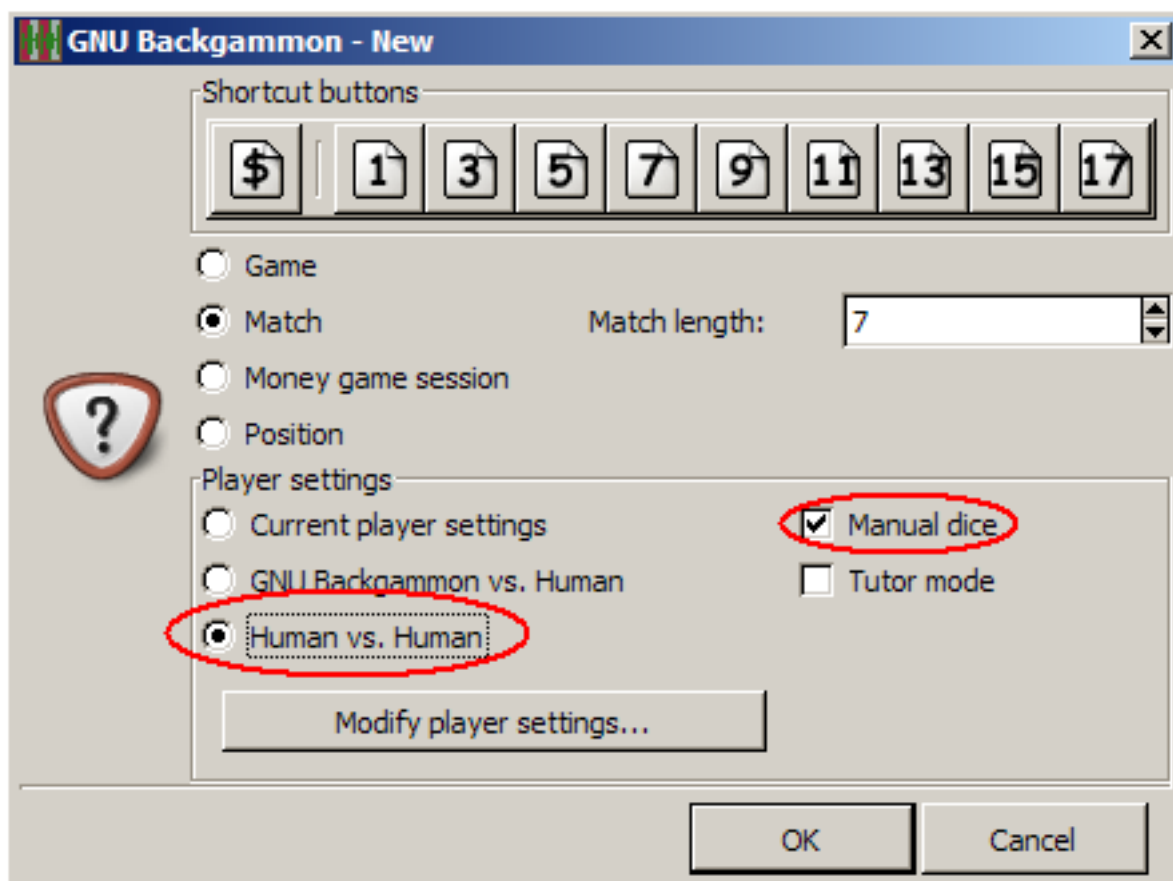 GNU Backgammon - New
Shortcut buttons
$ 1 3 5 7 9 11 13 15 17
Game
Match Match length: 7
Money game session
?
Position
Player settings
Current player settings Manual dice
GNU Backgammon vs. Human Tutor mode
Human vs. Human
Modify player settings...
OK Cancel